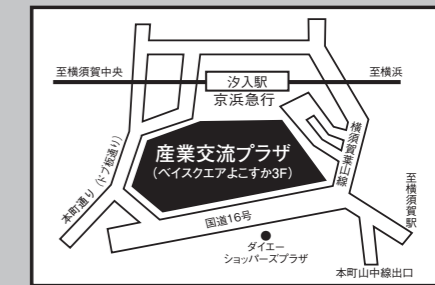 至横須賀中央
汐入駅
至横浜
京浜急行
産業交流プラザ
(ベイスクエアよこすか3F)
横須賀葉山線
本町通り(ドブ板通り)
至横須賀駅
国道16号
ダイエー
ショッパーズプラザ
本町山中線出口